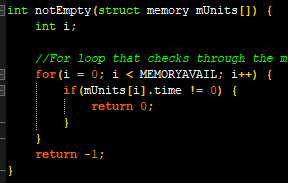 int notEmpty(struct memory mUnits[]) {
int i;
//For loop that checks through the m
for(i = 0; i < MEMORYAVAIL; i++) {
if(mUnits[i].time != 0) {
return 0;
}
}
return -1;
}